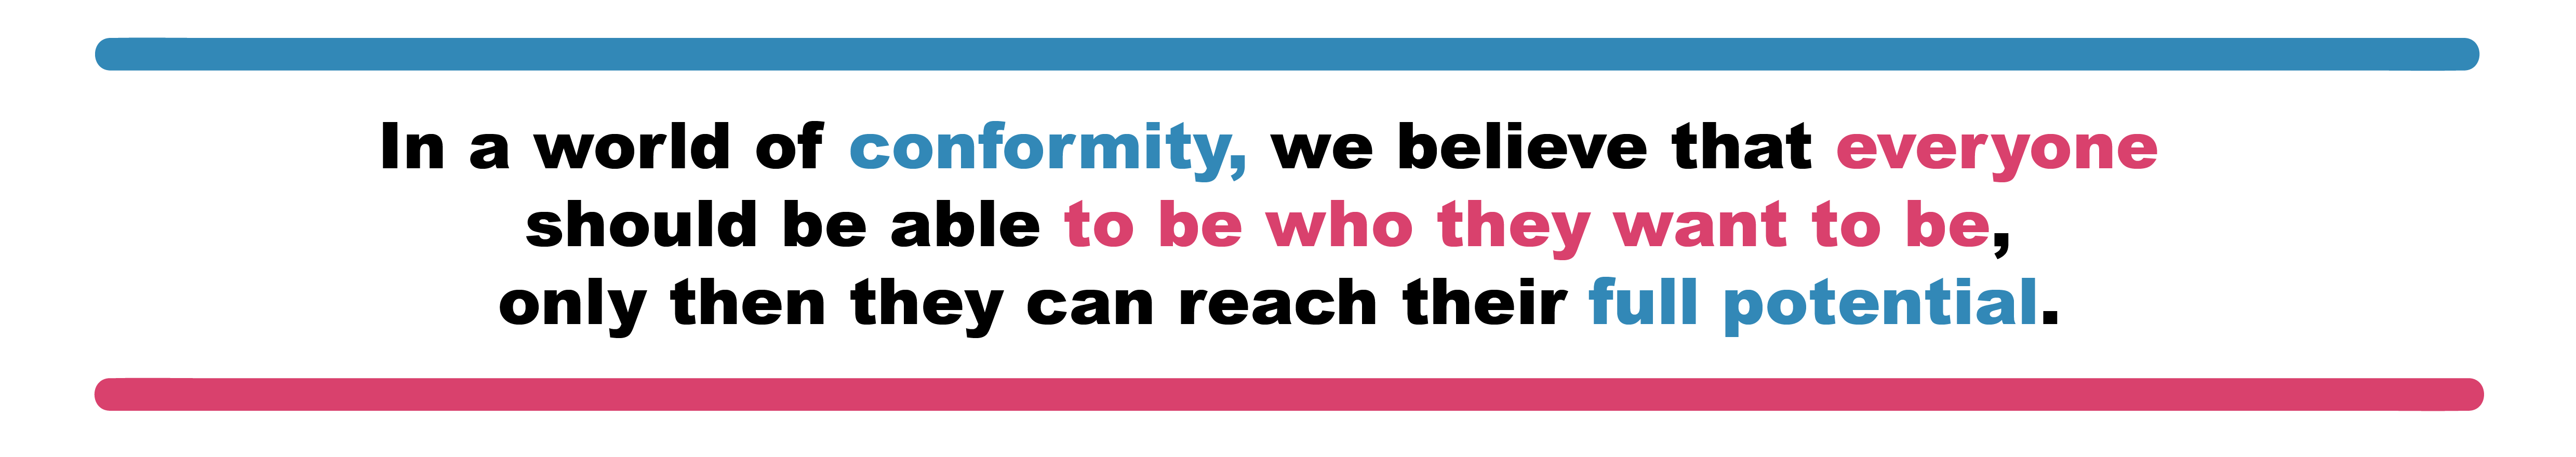 In a world of conformity, we believe that everyone
should be able to be who they want to be,
only then they can reach their full potential.